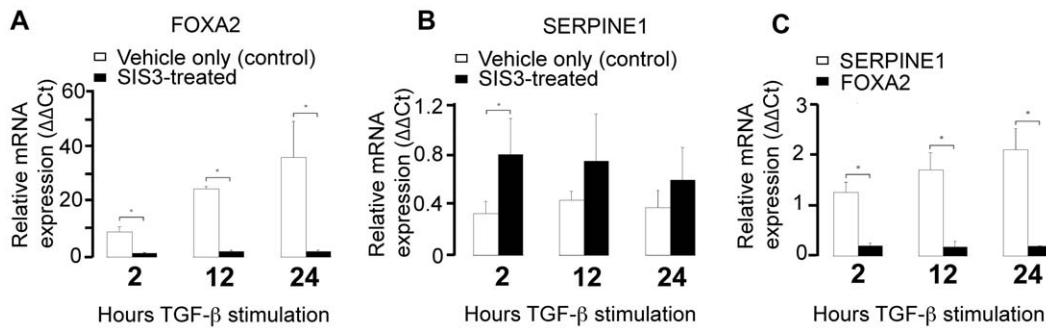 A
FOXA2
Vehicle only (control)
SIS3-treated
Relative mRNA
expression (ΔΔCt)
60
40
20
0
*
*
*
2 12 24
Hours TGF-β stimulation
B
SERPINE1
Vehicle only (control)
SIS3-treated
Relative mRNA
expression (ΔΔCt)
1.2
0.8
0.4
0
*
2 12 24
Hours TGF-β stimulation
C
SERPINE1
FOXA2
Relative mRNA
expression (ΔΔCt)
3
2
1
0
*
*
*
2 12 24
Hours TGF-β stimulation